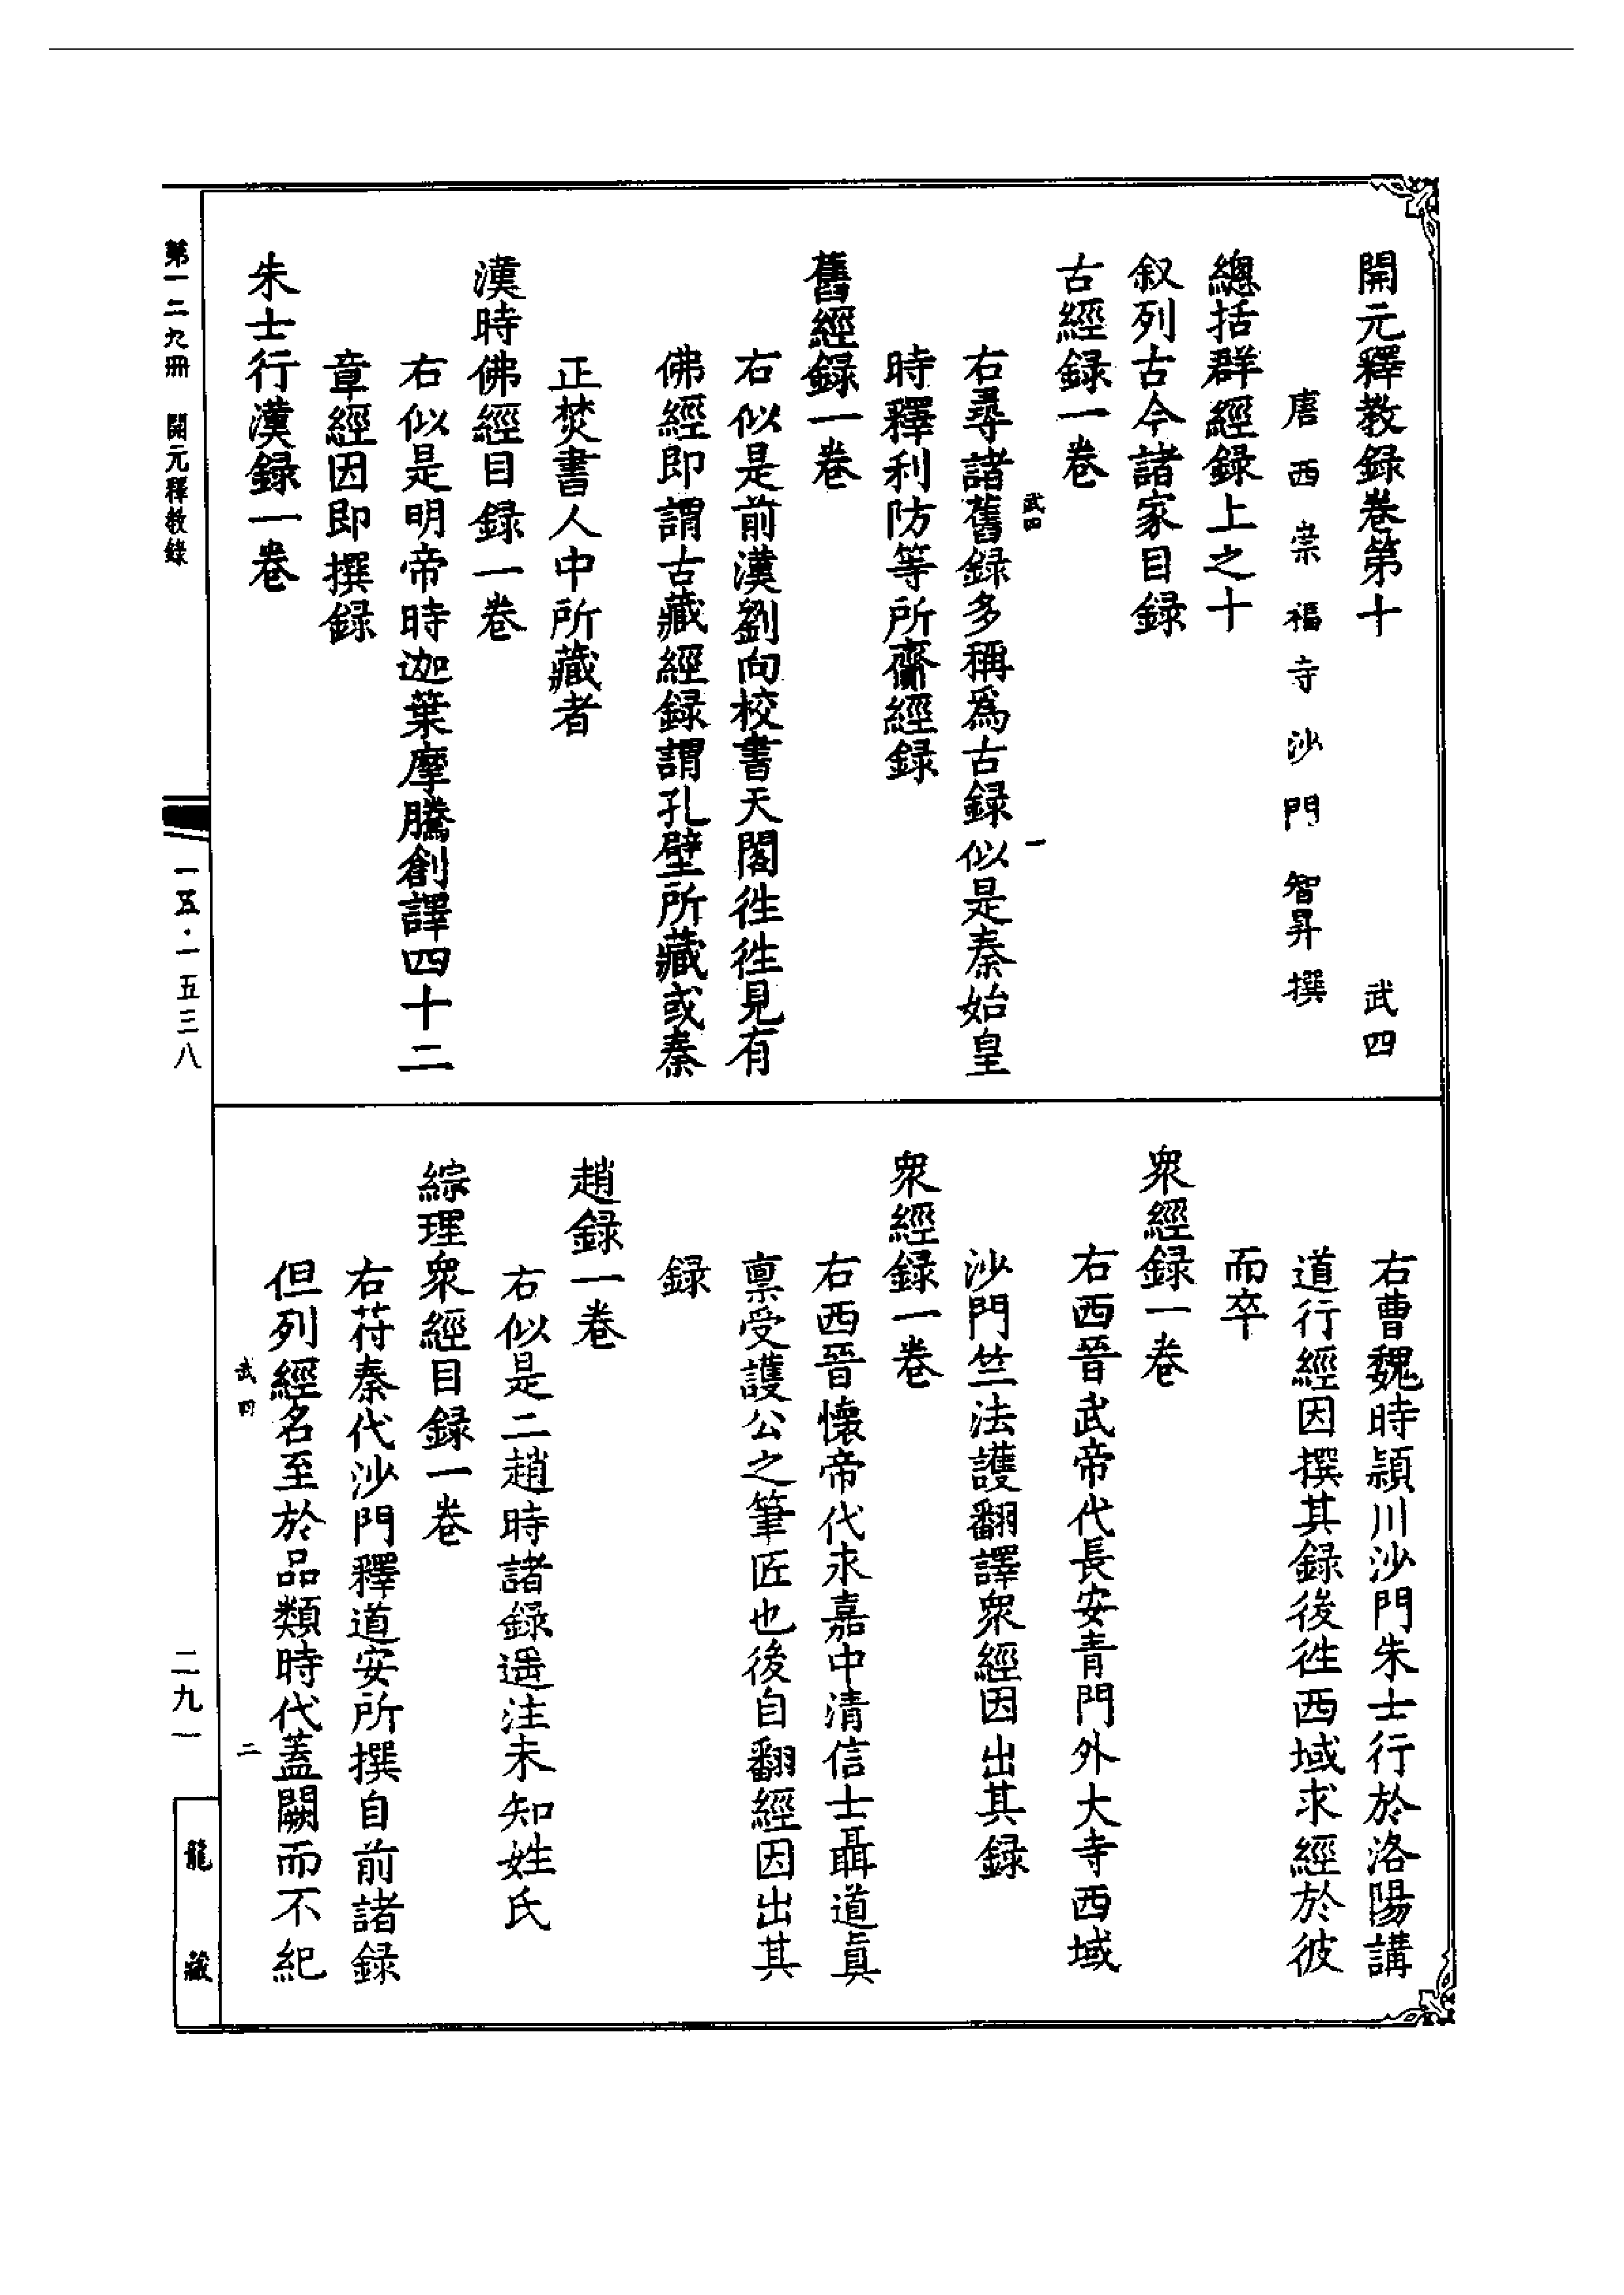 開元釋教録卷第十　武四
唐西崇福寺沙門智昇撰
總括群經録上之十
叙列古今諸家目録
古經録一卷
武四　一
右尋諸舊録多稱爲古録似是秦始皇
時釋利防等所齎經録
舊經録一卷
右似是前漢劉向校書天閣徃徃見有
佛經即謂古藏經録謂孔壁所藏或秦
正焚書人中所藏者
漢時佛經目録一卷
右似是明帝時迦葉摩騰創譯四十二
章經因即撰録
朱士行漢録一卷
右曹魏時潁川沙門朱士行於洛陽講
道行經因撰其録後徃西域求經於彼
而卒
衆經録一卷
右西晉武帝代長安青門外大寺西域
沙門竺法護翻譯衆經因出其録
衆經録一卷
右西晉懷帝代永嘉中清信士聶道眞
禀受護公之筆匠也後自翻經因出其
録
趙録一卷
右似是二趙時諸録遥注未知姓氏
綜理衆經目録一卷
右苻秦代沙門釋道安所撰自前諸録
但列經名至於品類時代蓋闕而不紀
武四　二
第一二九冊　開元釋教錄
一五·一五三八
二九一
龍藏